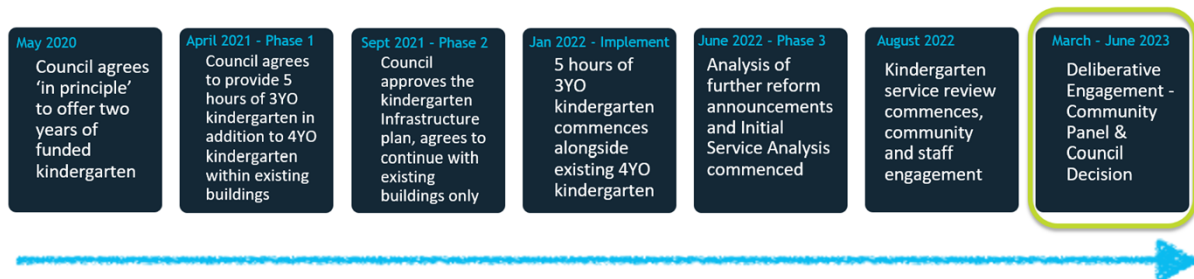 May 2020
Council agrees
‘in principle’
to offer two
years of
funded
kindergarten
April 2021 - Phase 1
Council agrees
to provide 5
hours of 3YO
kindergarten in
addition to 4YO
kindergarten
within existing
buildings
Sept 2021 - Phase 2
Council
approves the
kindergarten
Infrastructure
plan, agrees to
continue with
existing
buildings only
Jan 2022 - Implement
5 hours of
3YO
kindergarten
commences
alongside
existing 4YO
kindergarten
June 2022 - Phase 3
Analysis of
further reform
announcements
and Initial
Service Analysis
commenced
August 2022
Kindergarten
service review
commences,
community
and staff
engagement
March - June 2023
Deliberative
Engagement -
Community
Panel &
Council
Decision